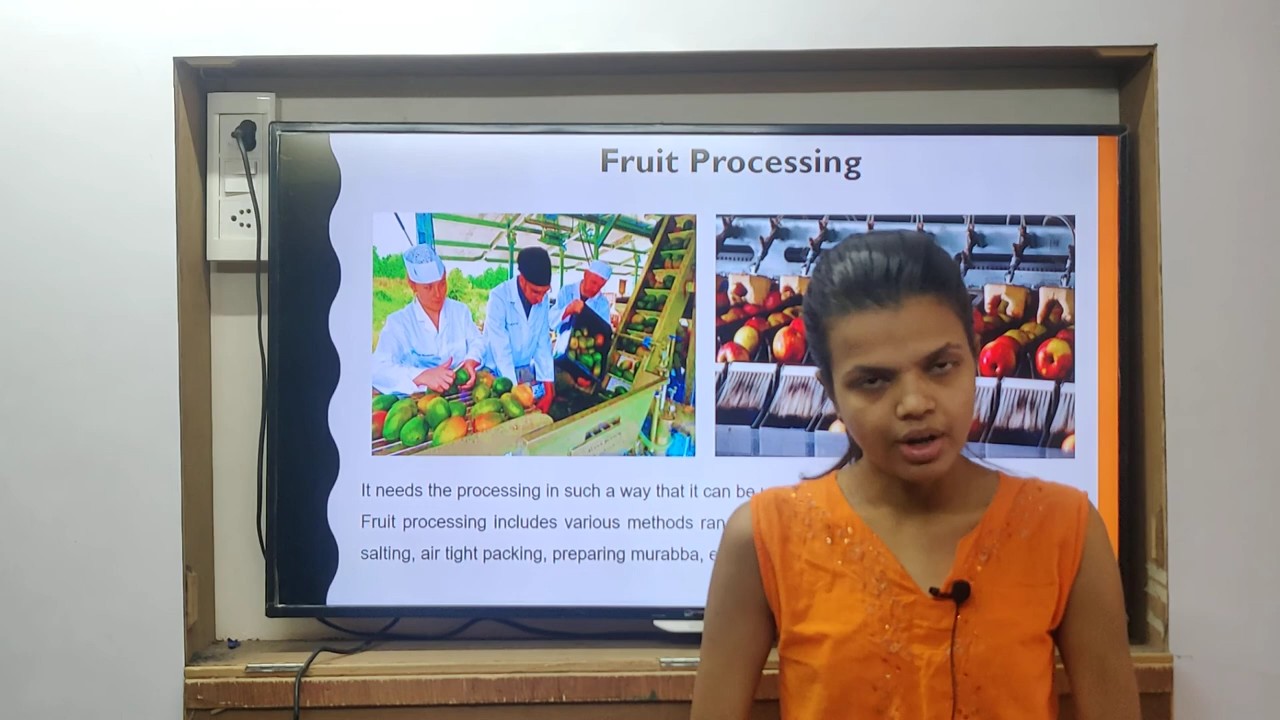 Fruit Processing
It needs the processing in such a way that it can be
Fruit processing includes various methods
salting, air tight packing, preparing murabba,